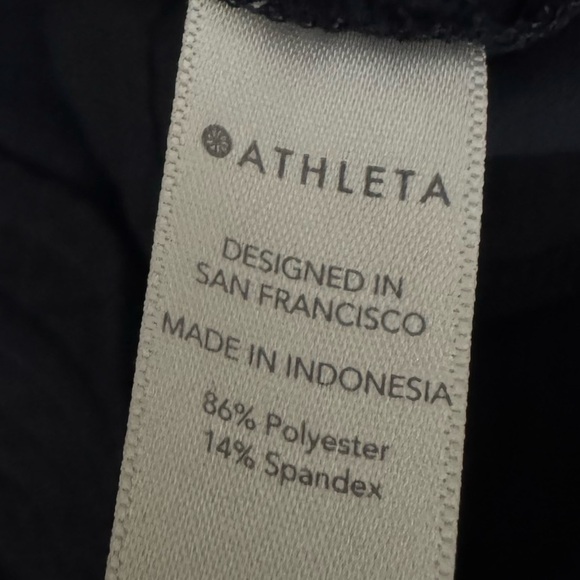 ATHLETA
DESIGNED IN
SAN FRANCISCO
MADE IN INDONESIA
86% Polyester
14% Spandex